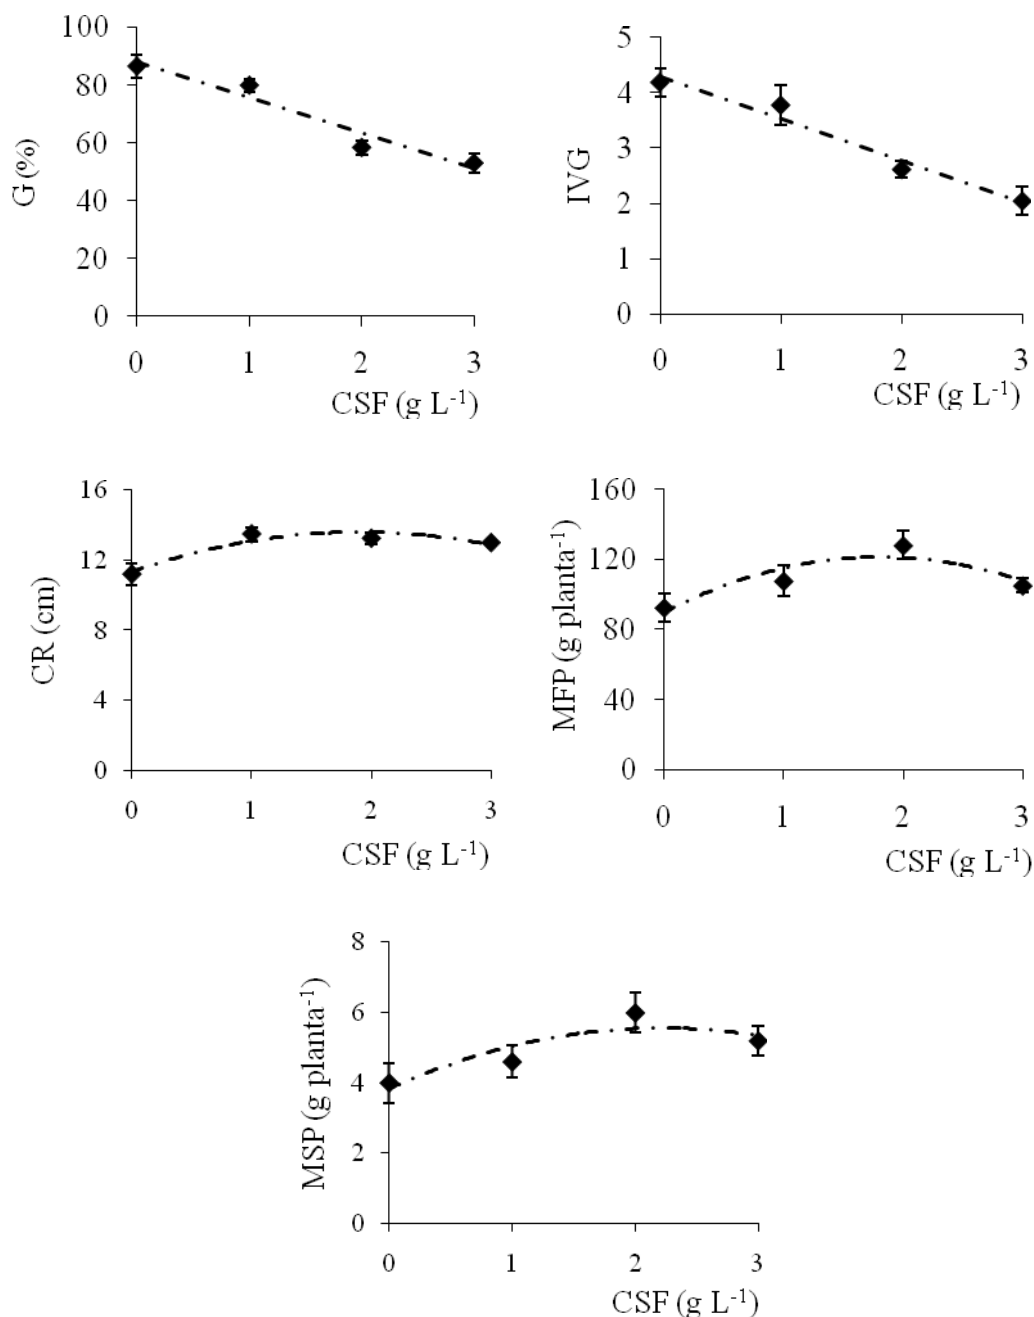 G (%)
100
80
60
40
20
0
0 1 2 3
CSF (g L⁻¹)
IVG
5
4
3
2
1
0
0 1 2 3
CSF (g L⁻¹)
CR (cm)
16
12
8
4
0
0 1 2 3
CSF (g L⁻¹)
MFP (g planta⁻¹)
160
120
80
40
0
0 1 2 3
CSF (g L⁻¹)
MSP (g planta⁻¹)
8
6
4
2
0
0 1 2 3
CSF (g L⁻¹)